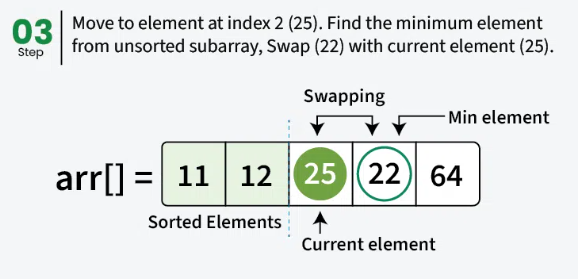 03
Step
Move to element at index 2 (25). Find the minimum element
from unsorted subarray, Swap (22) with current element (25).
Swapping
Min element
arr[] = 11 12 25 22 64
Sorted Elements
Current element